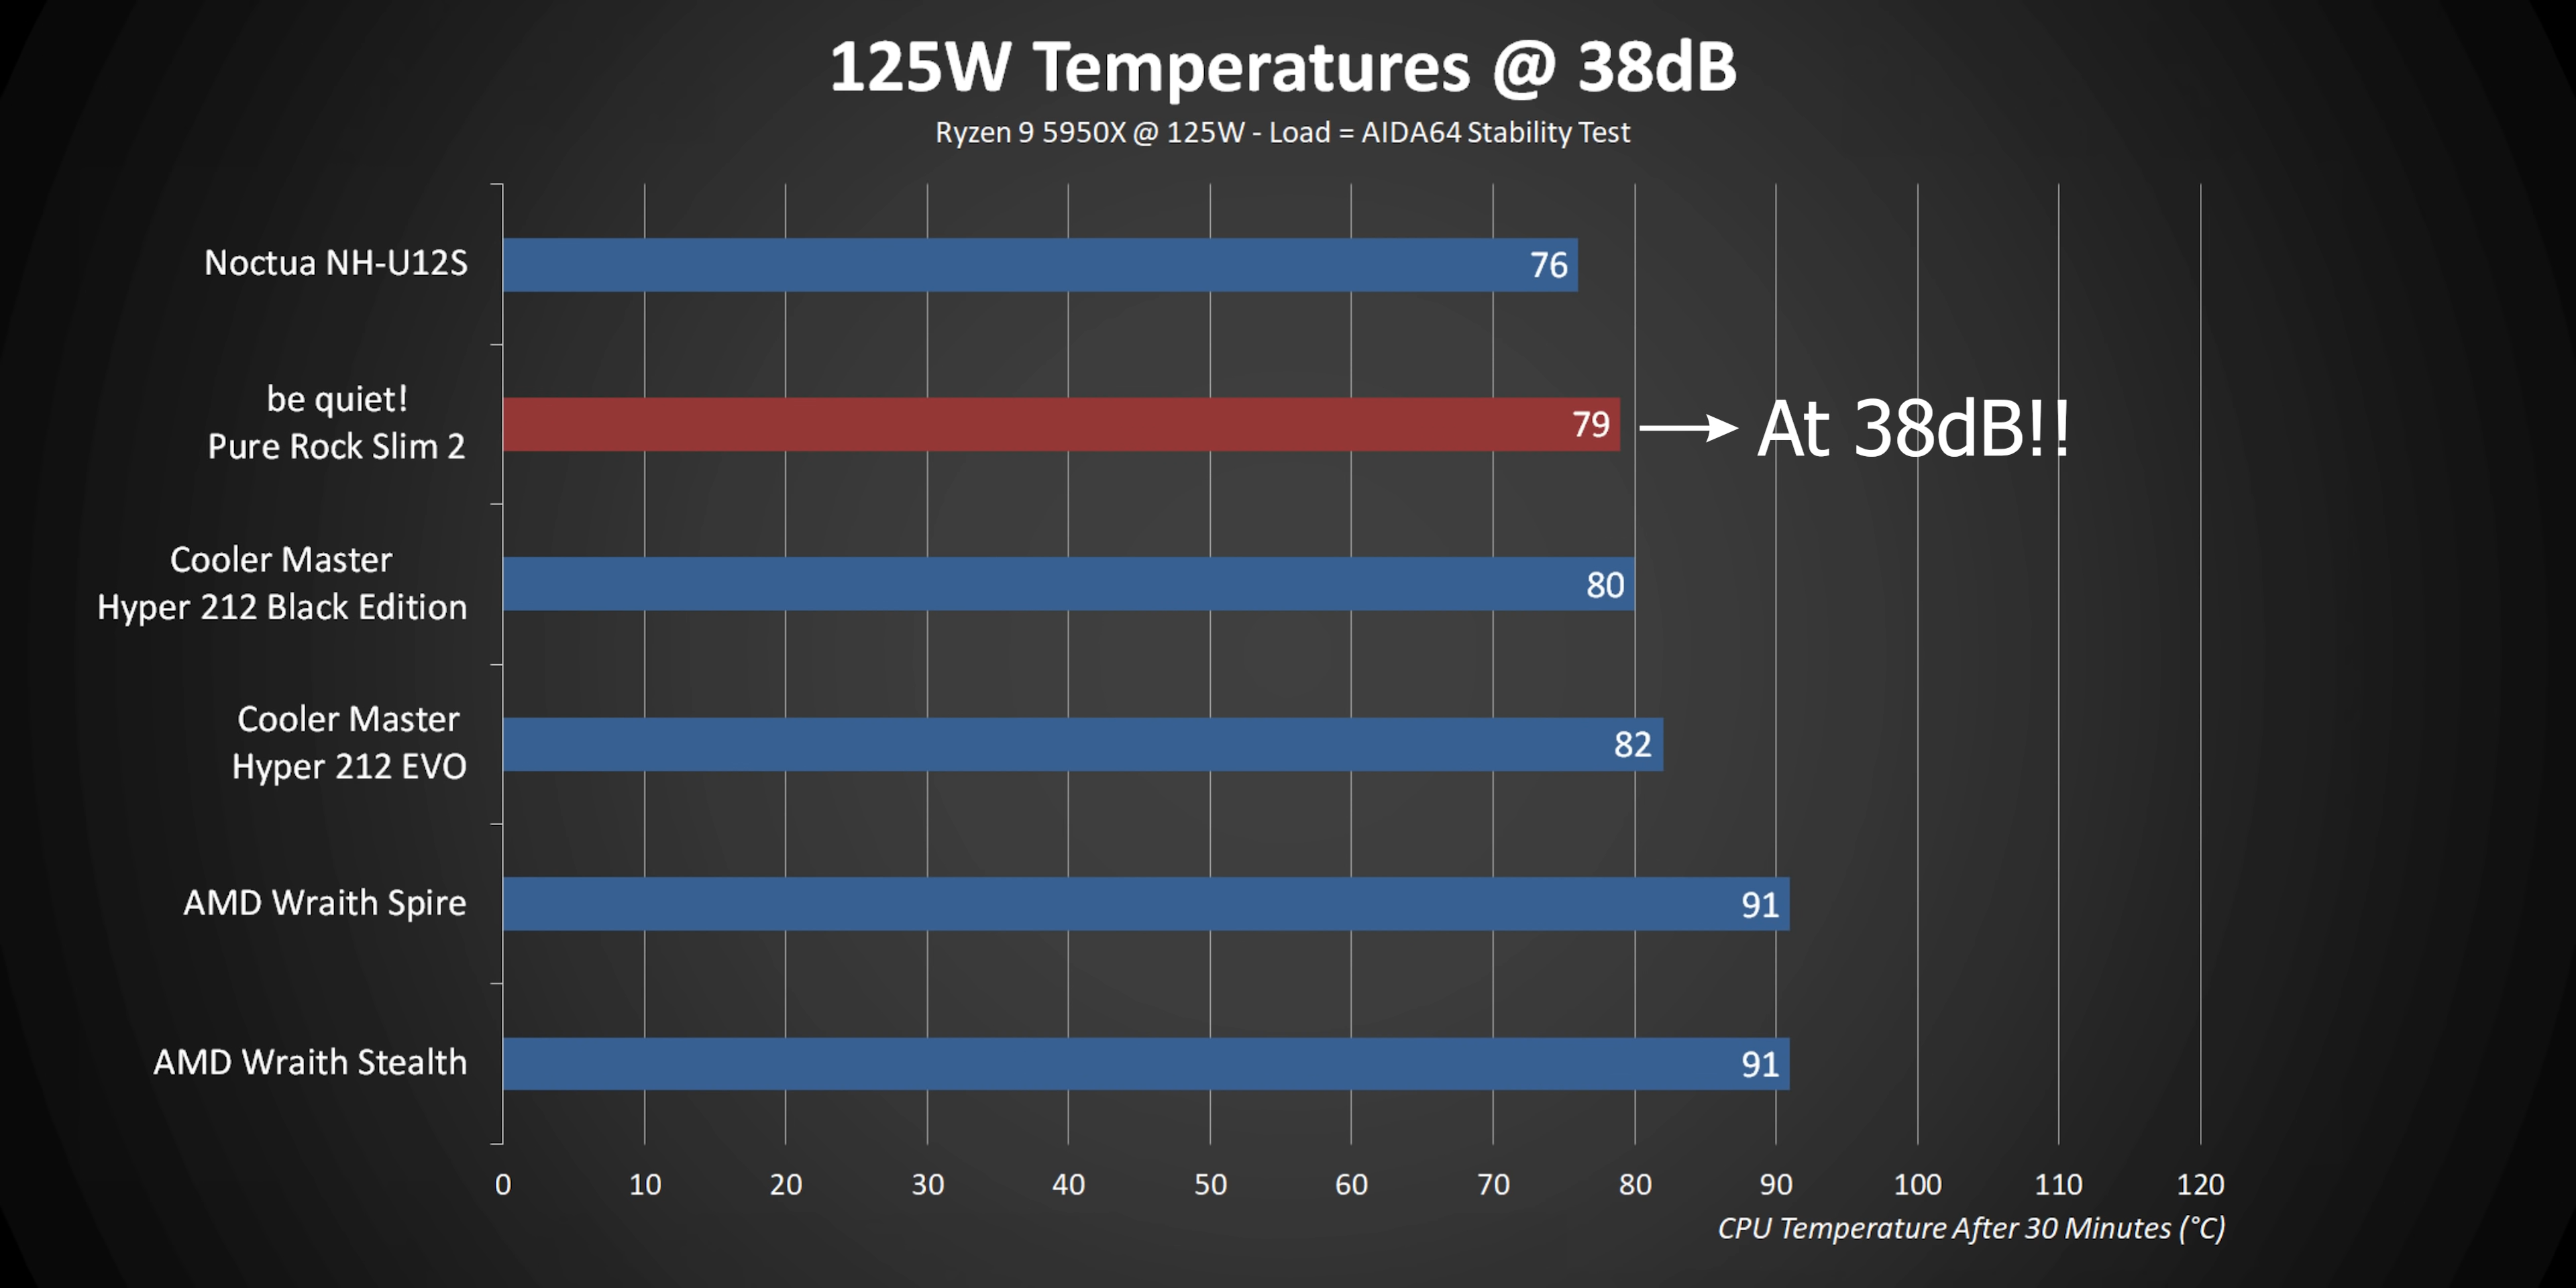 125W Temperatures @ 38dB
Ryzen 9 5950X @ 125W - Load = AIDA64 Stability Test
Noctua NH-U12S
76
be quiet!
Pure Rock Slim 2
79
At 38dB!!
Cooler Master
Hyper 212 Black Edition
80
Cooler Master
Hyper 212 EVO
82
AMD Wraith Spire
91
AMD Wraith Stealth
91
0 10 20 30 40 50 60 70 80 90 100 110 120
CPU Temperature After 30 Minutes (°C)